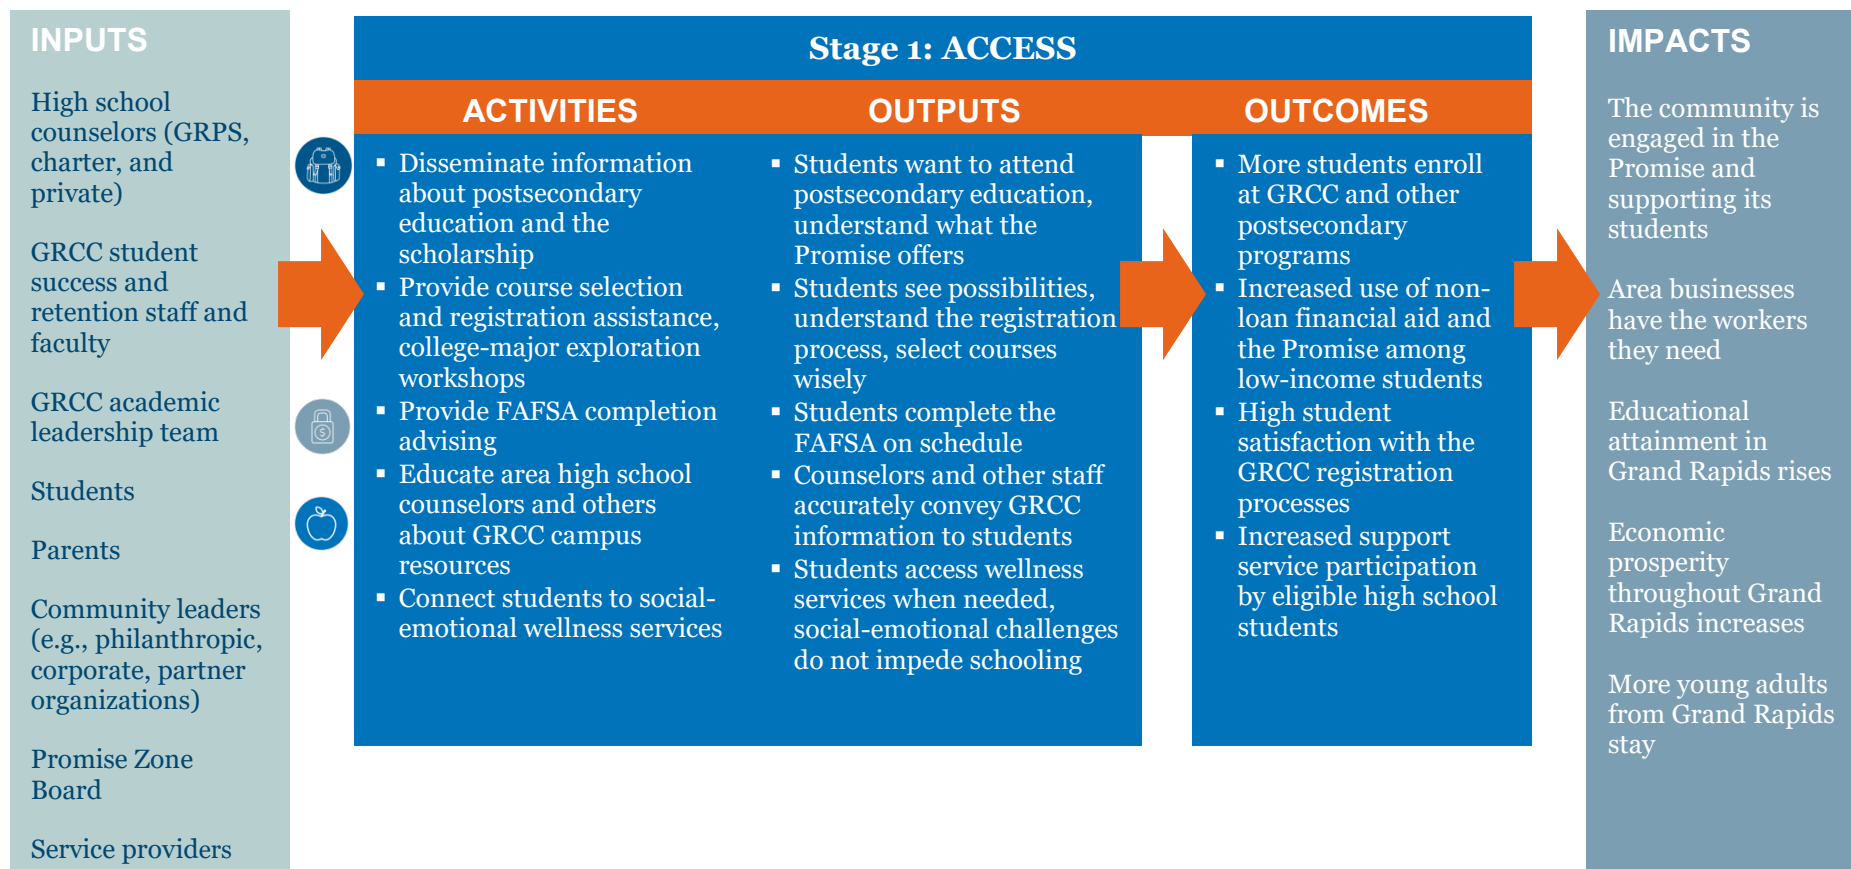 INPUTS
High school
counselors (GRPS,
charter, and
private)
GRCC student
success and
retention staff and
faculty
GRCC academic
leadership team
Students
Parents
Community leaders
(e.g., philanthropic,
corporate, partner
organizations)
Promise Zone
Board
Service providers
Stage 1: ACCESS
ACTIVITIES
▪ Disseminate information
about postsecondary
education and the
scholarship
▪ Provide course selection
and registration assistance,
college-major exploration
workshops
▪ Provide FAFSA completion
advising
▪ Educate area high school
counselors and others
about GRCC campus
resources
▪ Connect students to social-
emotional wellness services
OUTPUTS
▪ Students want to attend
postsecondary education,
understand what the
Promise offers
▪ Students see possibilities,
understand the registration
process, select courses
wisely
▪ Students complete the
FAFSA on schedule
▪ Counselors and other staff
accurately convey GRCC
information to students
▪ Students access wellness
services when needed,
social-emotional challenges
do not impede schooling
OUTCOMES
▪ More students enroll
at GRCC and other
postsecondary
programs
▪ Increased use of non-
loan financial aid and
the Promise among
low-income students
▪ High student
satisfaction with the
GRCC registration
processes
▪ Increased support
service participation
by eligible high school
students
IMPACTS
The community is
engaged in the
Promise and
supporting its
students
Area businesses
have the workers
they need
Educational
attainment in
Grand Rapids rises
Economic
prosperity
throughout Grand
Rapids increases
More young adults
from Grand Rapids
stay
$